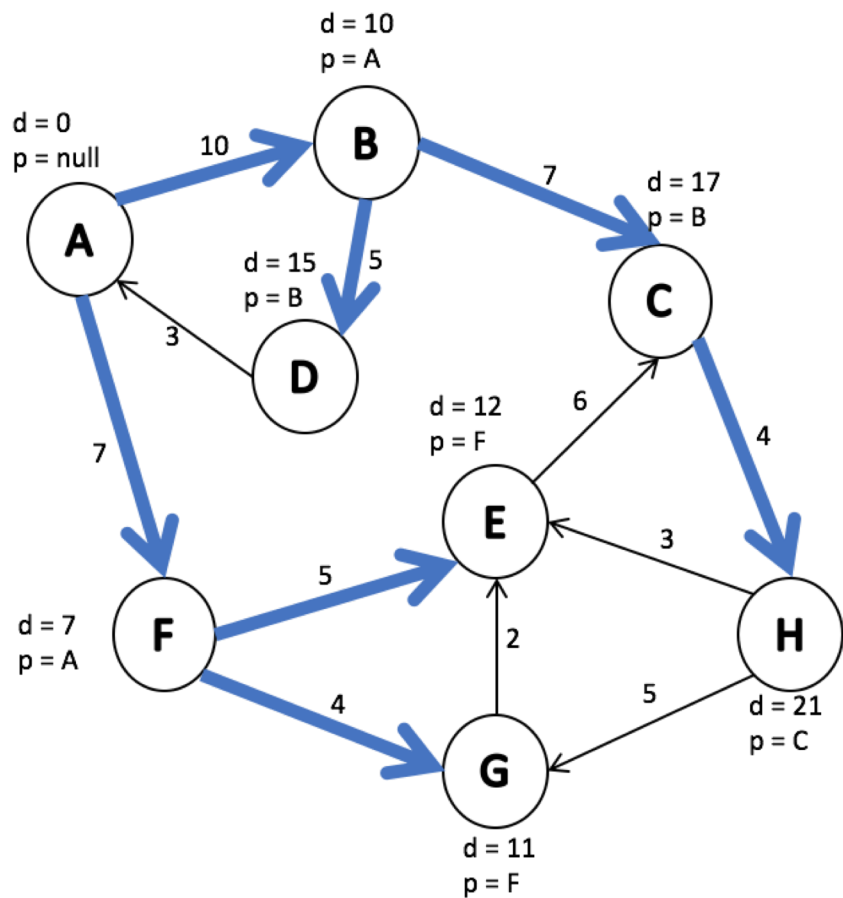 d = 10
p = A
B
d = 0
p = null
10
7
d = 17
p = B
A
d = 15
p = B
5
C
3
D
6
d = 12
p = F
4
7
E
3
5
2
d = 7
p = A
F
H
4
5
d = 21
p = C
G
d = 11
p = F